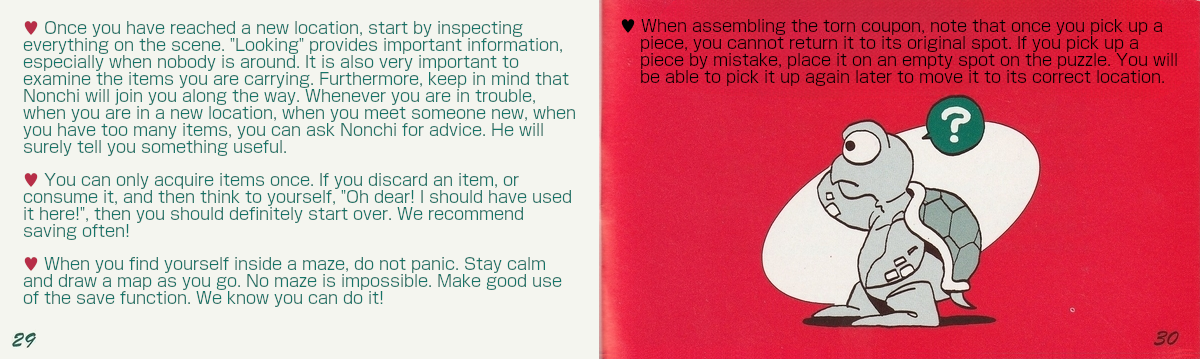 ♥ Once you have reached a new location, start by inspecting
everything on the scene. "Looking" provides important information,
especially when nobody is around. It is also very important to
examine the items you are carrying. Furthermore, keep in mind that
Nonchi will join you along the way. Whenever you are in trouble,
when you are in a new location, when you meet someone new, when
you have too many items, you can ask Nonchi for advice. He will
surely tell you something useful.
♥ You can only acquire items once. If you discard an item, or
consume it, and then think to yourself, "Oh dear! I should have used
it here!", then you should definitely start over. We recommend
saving often!
♥ When you find yourself inside a maze, do not panic. Stay calm
and draw a map as you go. No maze is impossible. Make good use
of the save function. We know you can do it!
29
♥ When assembling the torn coupon, note that once you pick up a
piece, you cannot return it to its original spot. If you pick up a
piece by mistake, place it on an empty spot on the puzzle. You will
be able to pick it up again later to move it to its correct location.
?
30